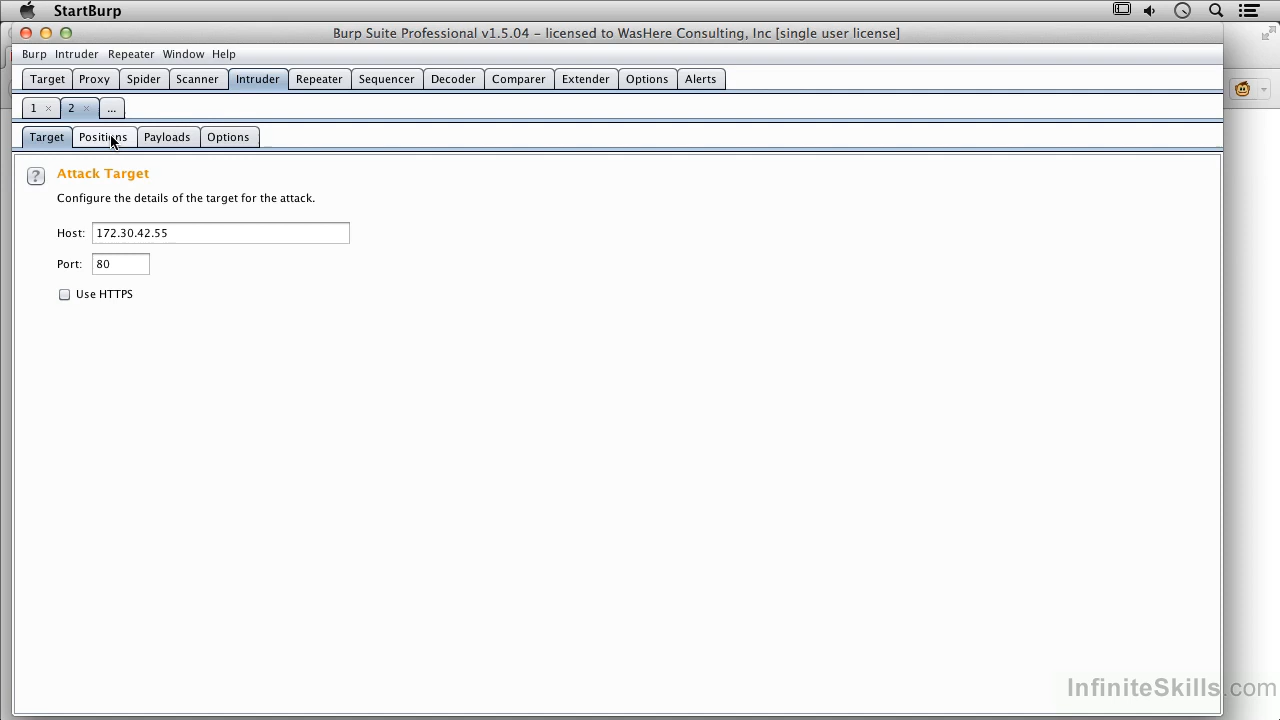 StartBurp
Burp Suite Professional v1.5.04 – licensed to WasHere Consulting, Inc [single user license]
Burp Intruder Repeater Window Help
Target Proxy Spider Scanner Intruder Repeater Sequencer Decoder Comparer Extender Options Alerts
1 × 2 × ...
Target Positions Payloads Options
? Attack Target
Configure the details of the target for the attack.
Host: 172.30.42.55
Port: 80
Use HTTPS
InfiniteSkills.com